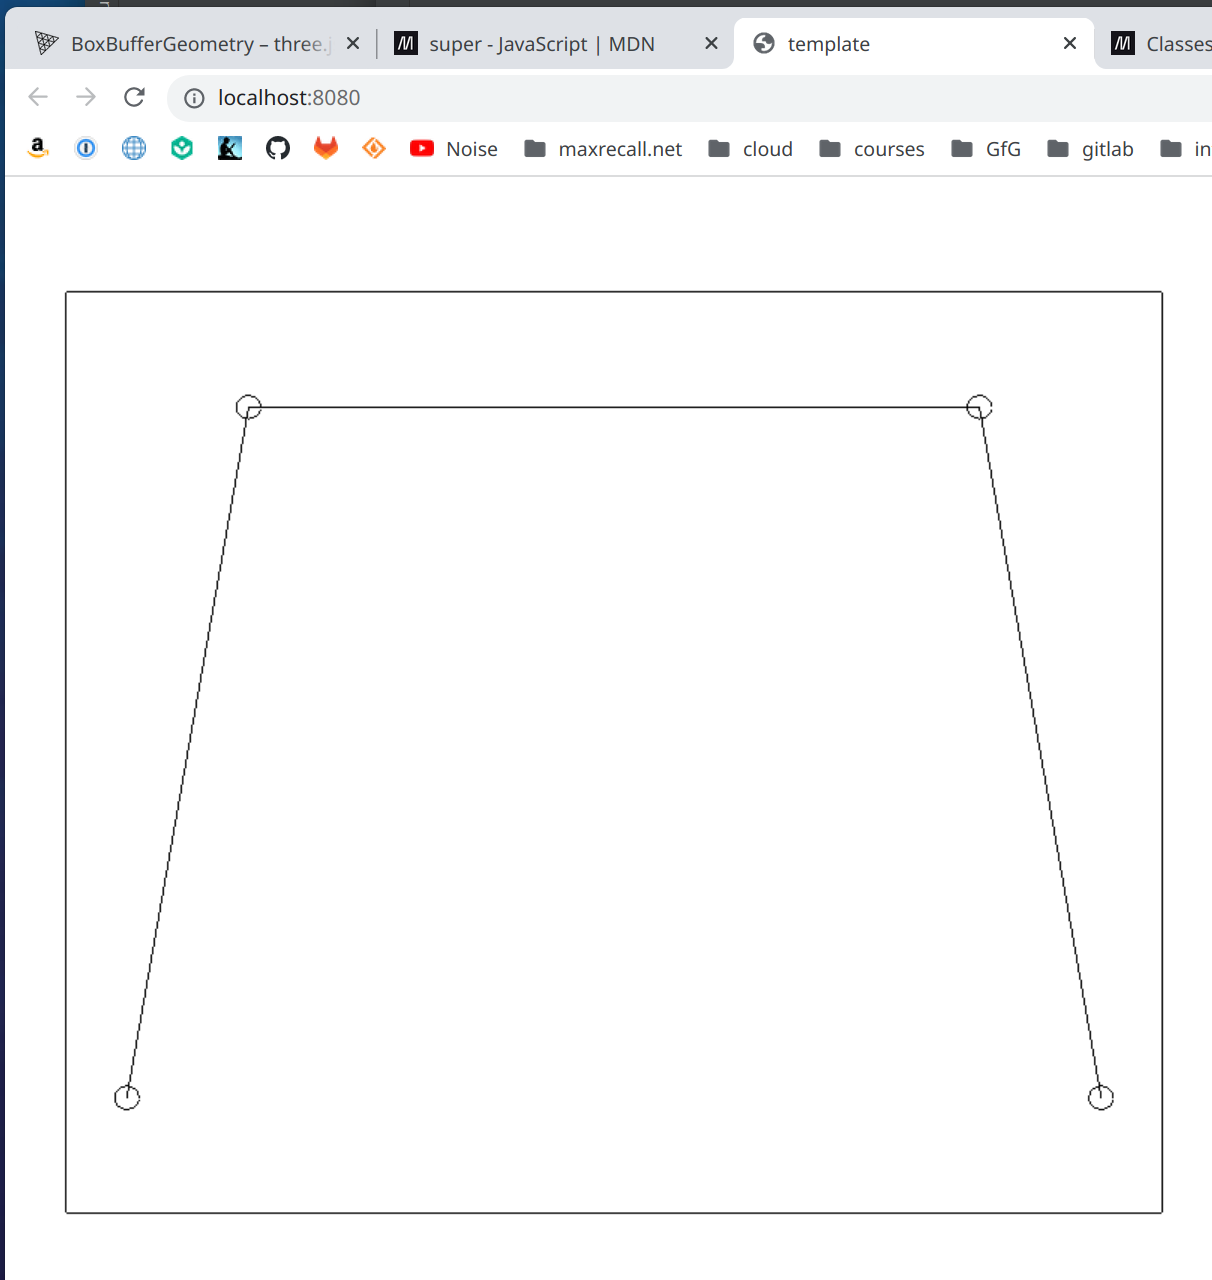 BoxBufferGeometry – three.j
super - JavaScript | MDN
template
Classes
localhost:8080
Noise
maxrecall.net
cloud
courses
GfG
gitlab
in